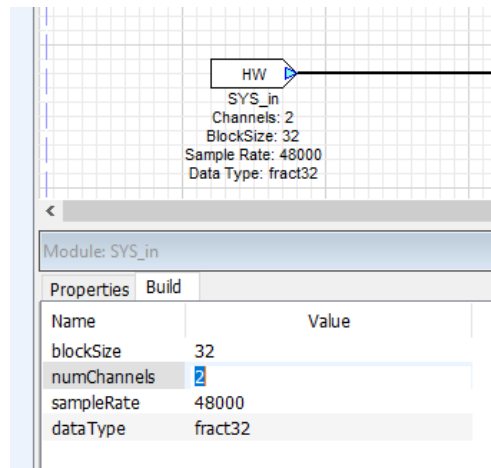 HW
SYS_in
Channels: 2
BlockSize: 32
Sample Rate: 48000
Data Type: fract32
Module: SYS_in
Properties Build
Name Value
blockSize 32
numChannels 2
sampleRate 48000
dataType fract32